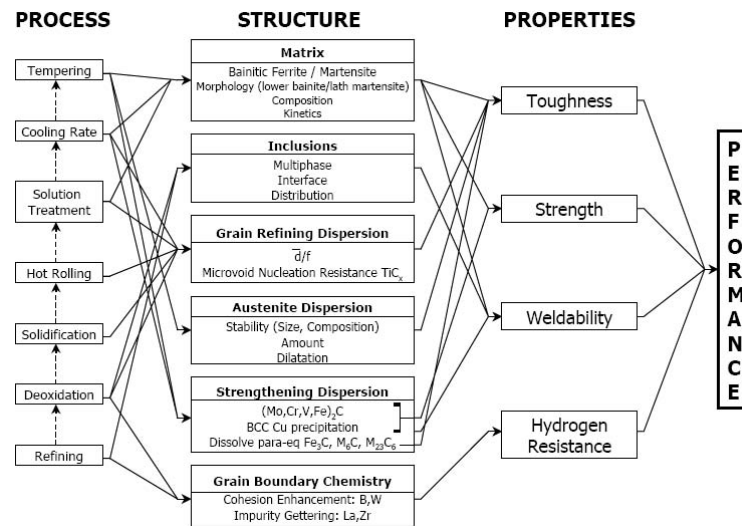 PROCESS
STRUCTURE
PROPERTIES
Tempering
Cooling Rate
Solution
Treatment
Hot Rolling
Solidification
Deoxidation
Refining
Matrix
Bainitic Ferrite / Martensite
Morphology (lower bainite/lath martensite)
Composition
Kinetics
Inclusions
Multiphase
Interface
Distribution
Grain Refining Dispersion
d̅/f
Microvoid Nucleation Resistance TiCₓ
Austenite Dispersion
Stability (Size, Composition)
Amount
Dilatation
Strengthening Dispersion
(Mo,Cr,V,Fe)₂C
BCC Cu precipitation
Dissolve para-eq Fe₃C, M₆C, M₂₃C₆
Grain Boundary Chemistry
Cohesion Enhancement: B,W
Impurity Gettering: La,Zr
Toughness
Strength
Weldability
Hydrogen
Resistance
PERFORMANCE